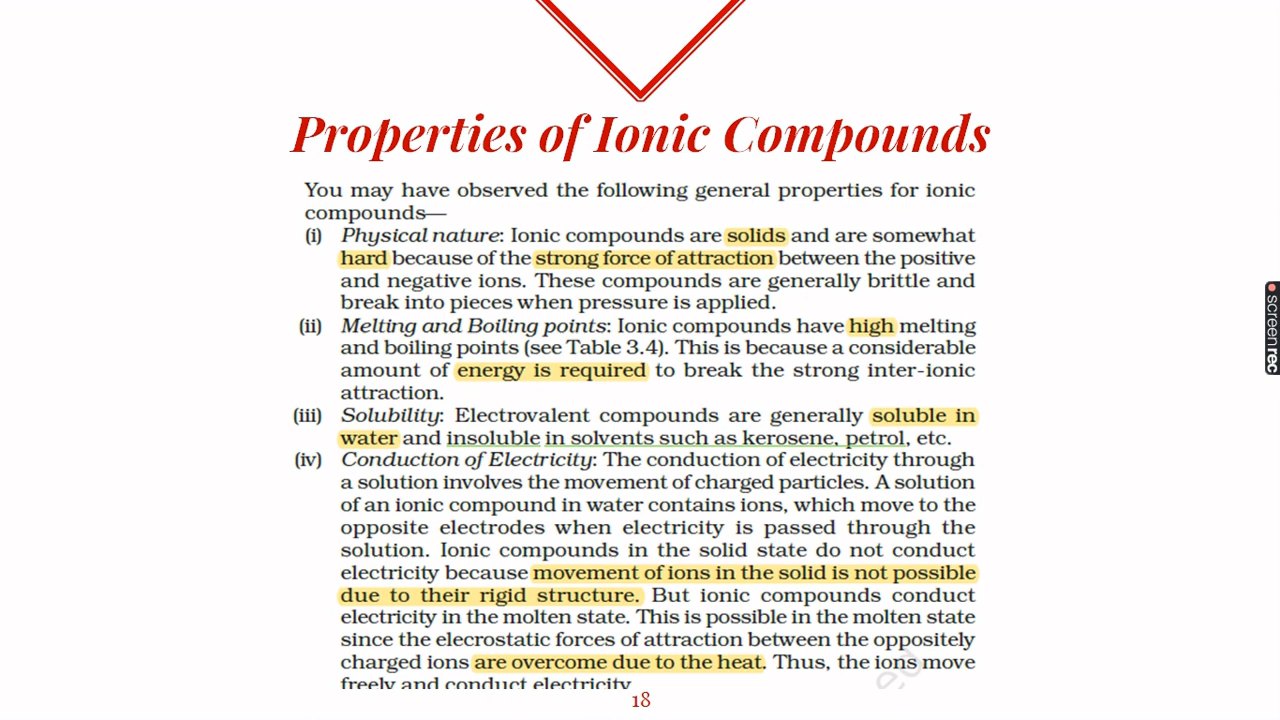 Properties of Ionic Compounds
You may have observed the following general properties for ionic
compounds—
(i) Physical nature: Ionic compounds are solids and are somewhat
hard because of the strong force of attraction between the positive
and negative ions. These compounds are generally brittle and
break into pieces when pressure is applied.
(ii) Melting and Boiling points: Ionic compounds have high melting
and boiling points (see Table 3.4). This is because a considerable
amount of energy is required to break the strong inter-ionic
attraction.
(iii) Solubility: Electrovalent compounds are generally soluble in
water and insoluble in solvents such as kerosene, petrol, etc.
(iv) Conduction of Electricity: The conduction of electricity through
a solution involves the movement of charged particles. A solution
of an ionic compound in water contains ions, which move to the
opposite electrodes when electricity is passed through the
solution. Ionic compounds in the solid state do not conduct
electricity because movement of ions in the solid is not possible
due to their rigid structure. But ionic compounds conduct
electricity in the molten state. This is possible in the molten state
since the elecrostatic forces of attraction between the oppositely
charged ions are overcome due to the heat. Thus, the ions move
freely and conduct electricity.
ed
18
screenrec